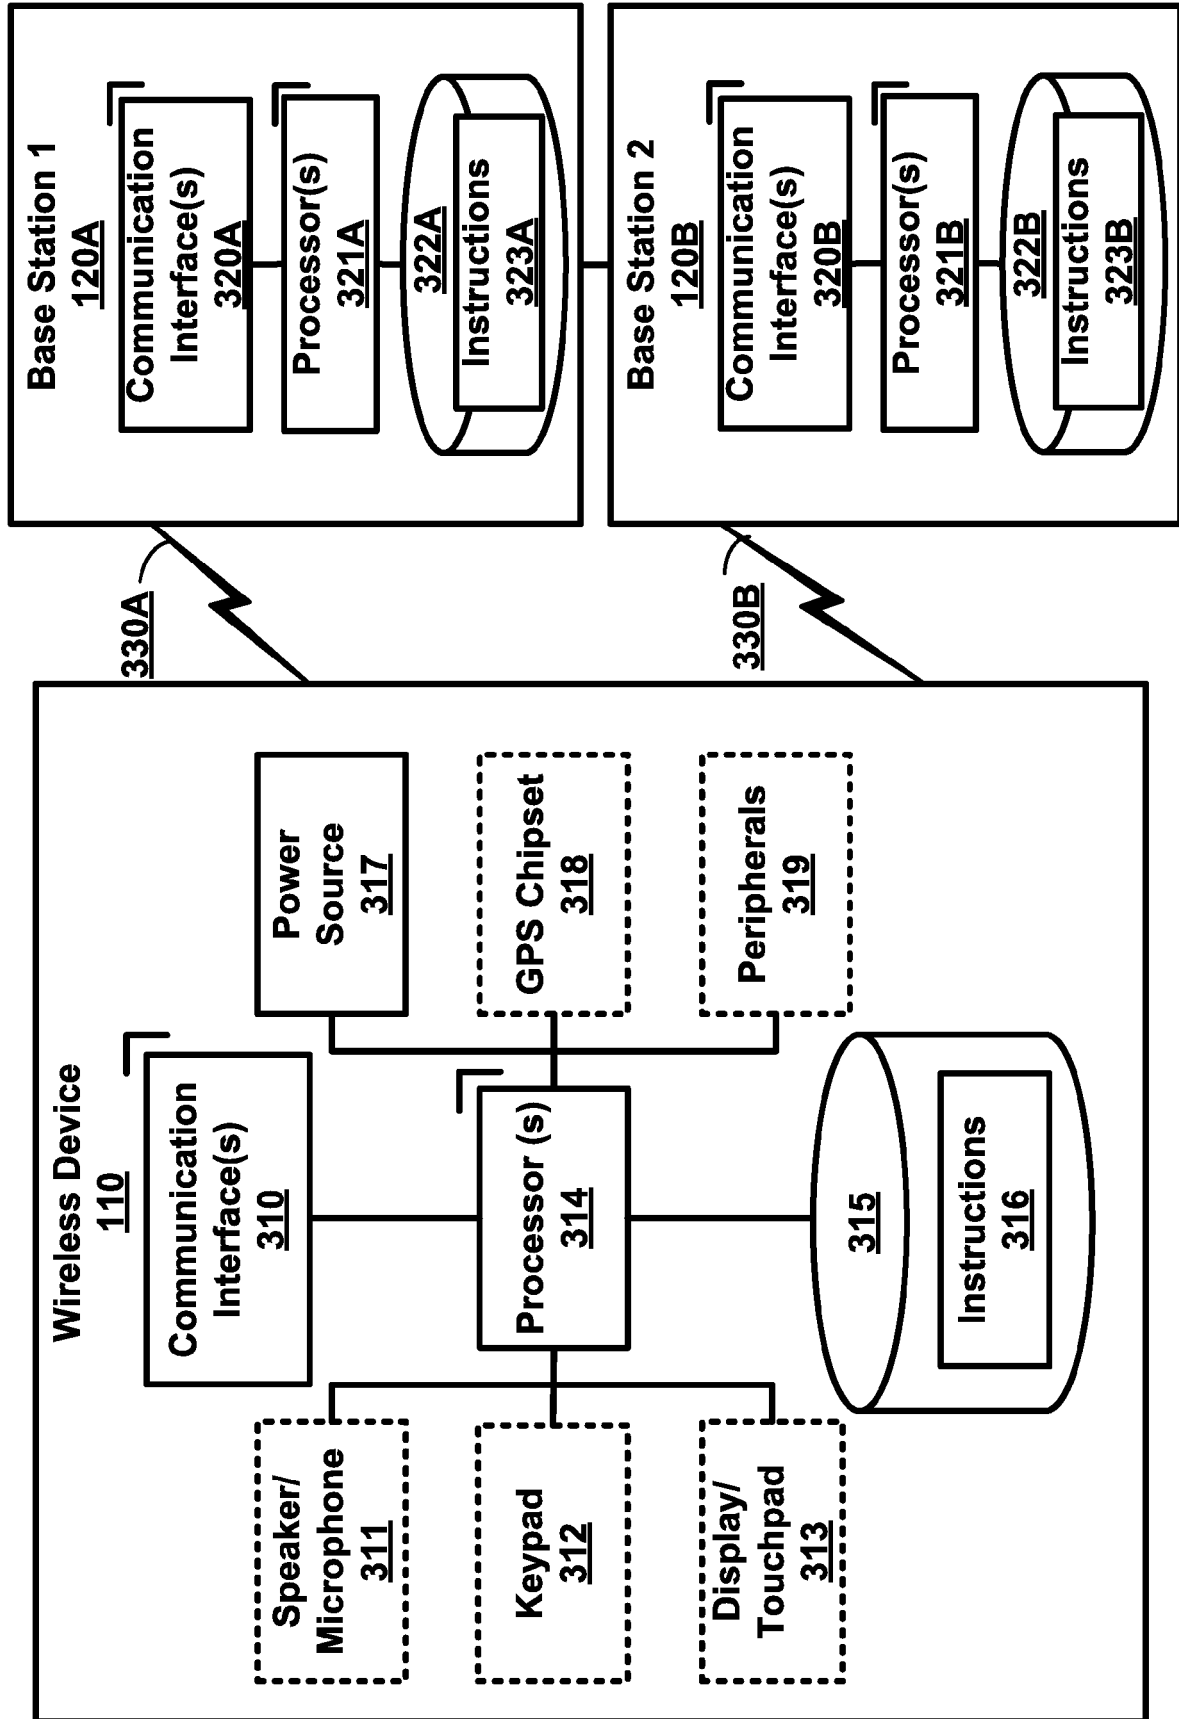 Wireless Device
110
Communication
Interface(s)
310
Speaker/
Microphone
311
Keypad
312
Display/
Touchpad
313
Processor (s)
314
Power
Source
317
GPS Chipset
318
Peripherals
319
315
Instructions
316
330A
330B
Base Station 1
120A
Communication
Interface(s)
320A
Processor(s)
321A
322A
Instructions
323A
Base Station 2
120B
Communication
Interface(s)
320B
Processor(s)
321B
322B
Instructions
323B